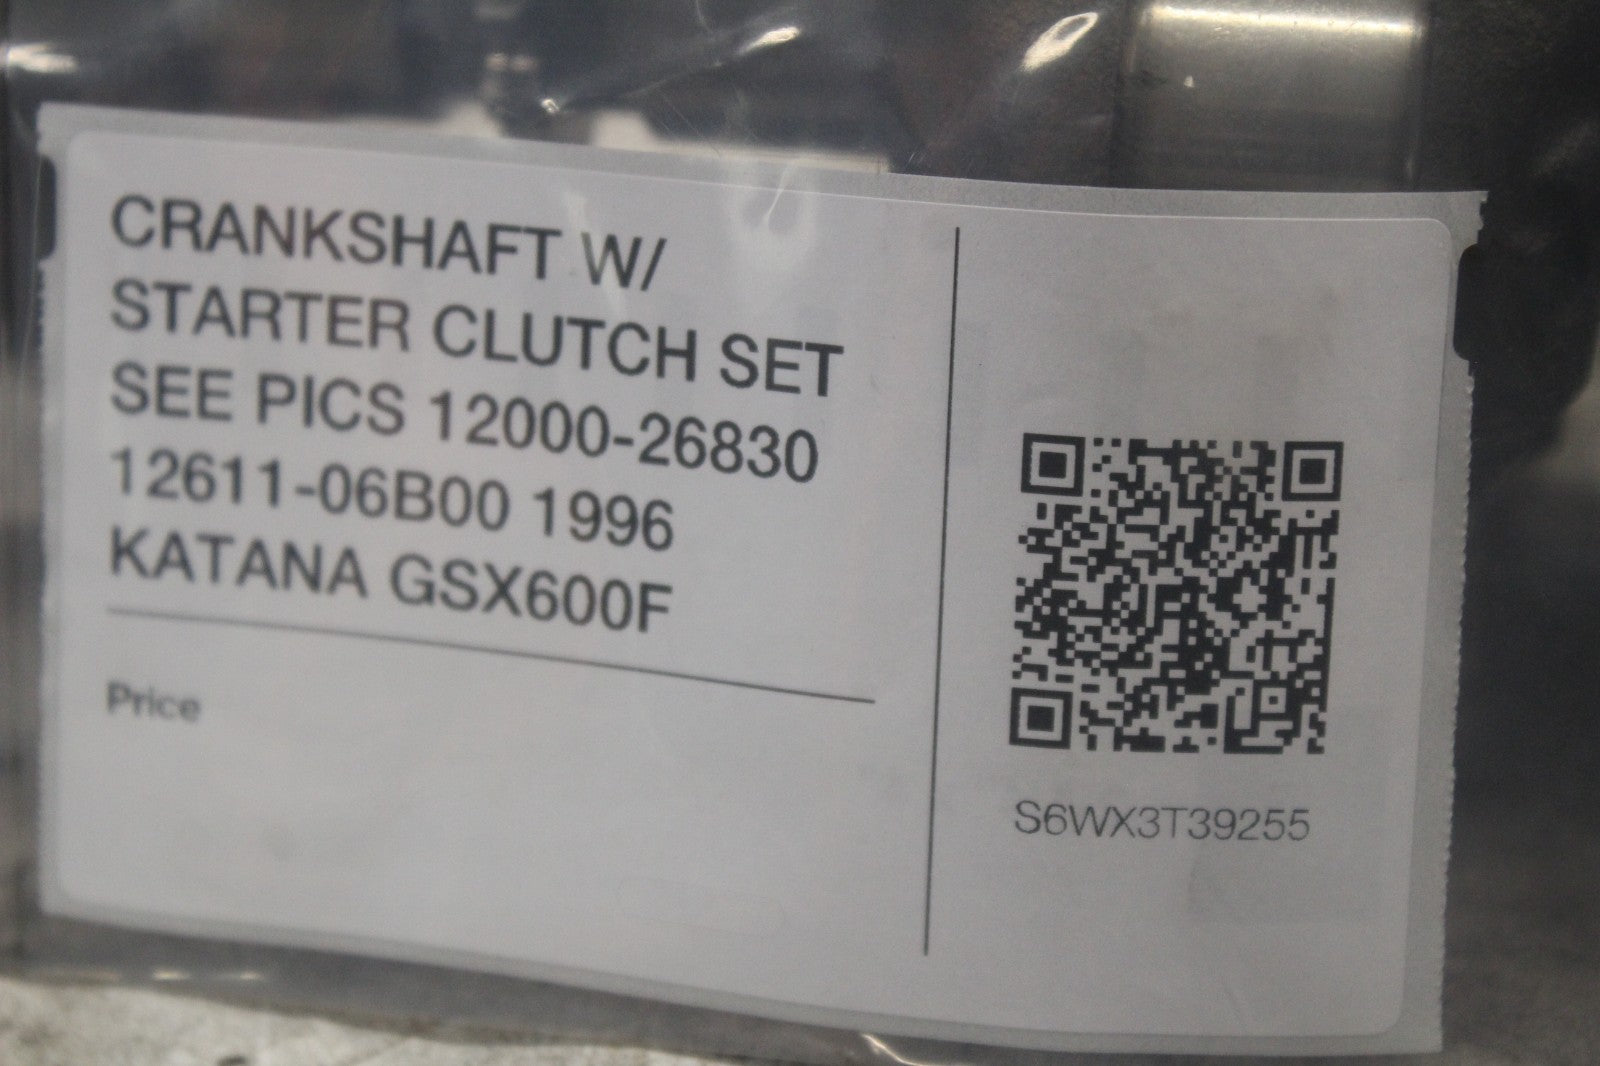 CRANKSHAFT W/
STARTER CLUTCH SET
SEE PICS 12000-26830
12611-06B00 1996
KATANA GSX600F
Price
S6WX3T39255